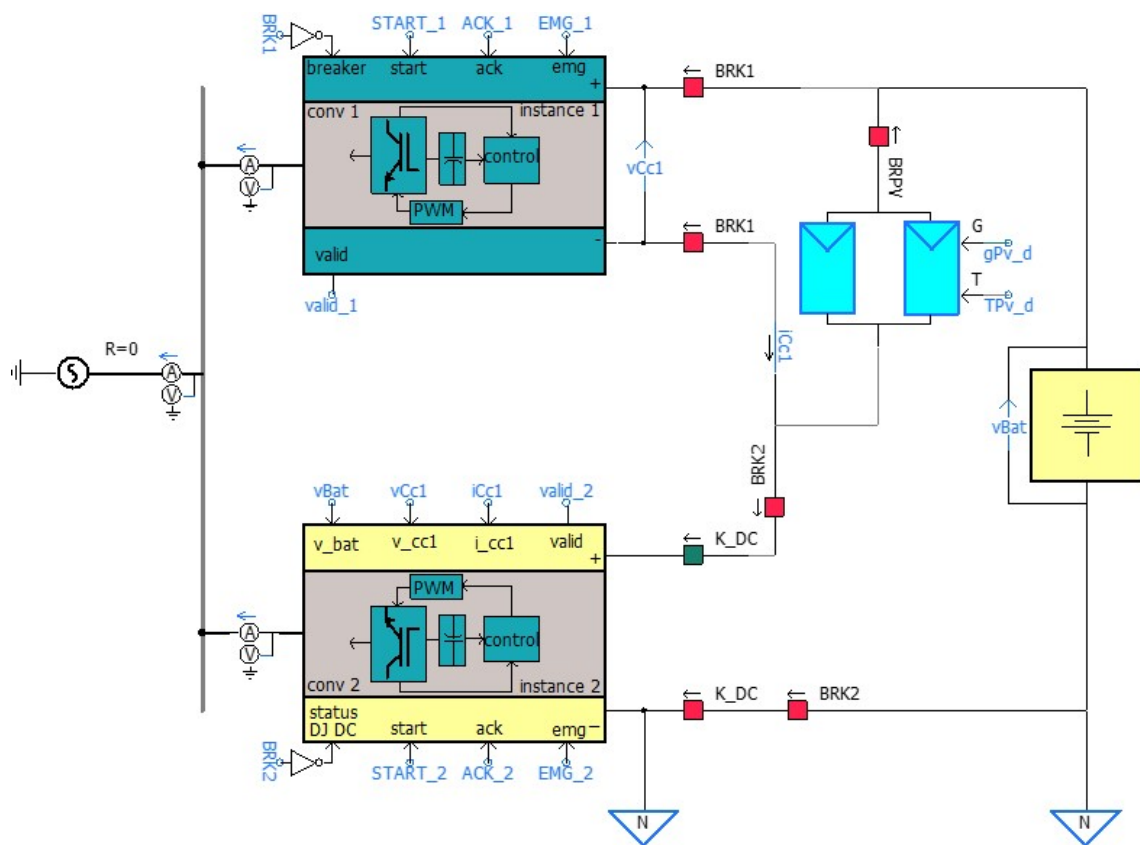 BRK1
START_1
ACK_1
EMG_1
breaker
start
ack
emg
+
BRK1
conv 1
instance 1
control
PWM
vCc1
BRPV
A
V
-
BRK1
valid
valid_1
G
gPv_d
T
TPv_d
iCc1
R=0
A
V
vBat
BRK2
vBat
vCc1
iCc1
valid_2
v_bat
v_cc1
i_cc1
valid
+
K_DC
PWM
control
A
V
conv 2
instance 2
status
DJ DC
start
ack
emg
-
K_DC
BRK2
BRK2
START_2
ACK_2
EMG_2
N
N